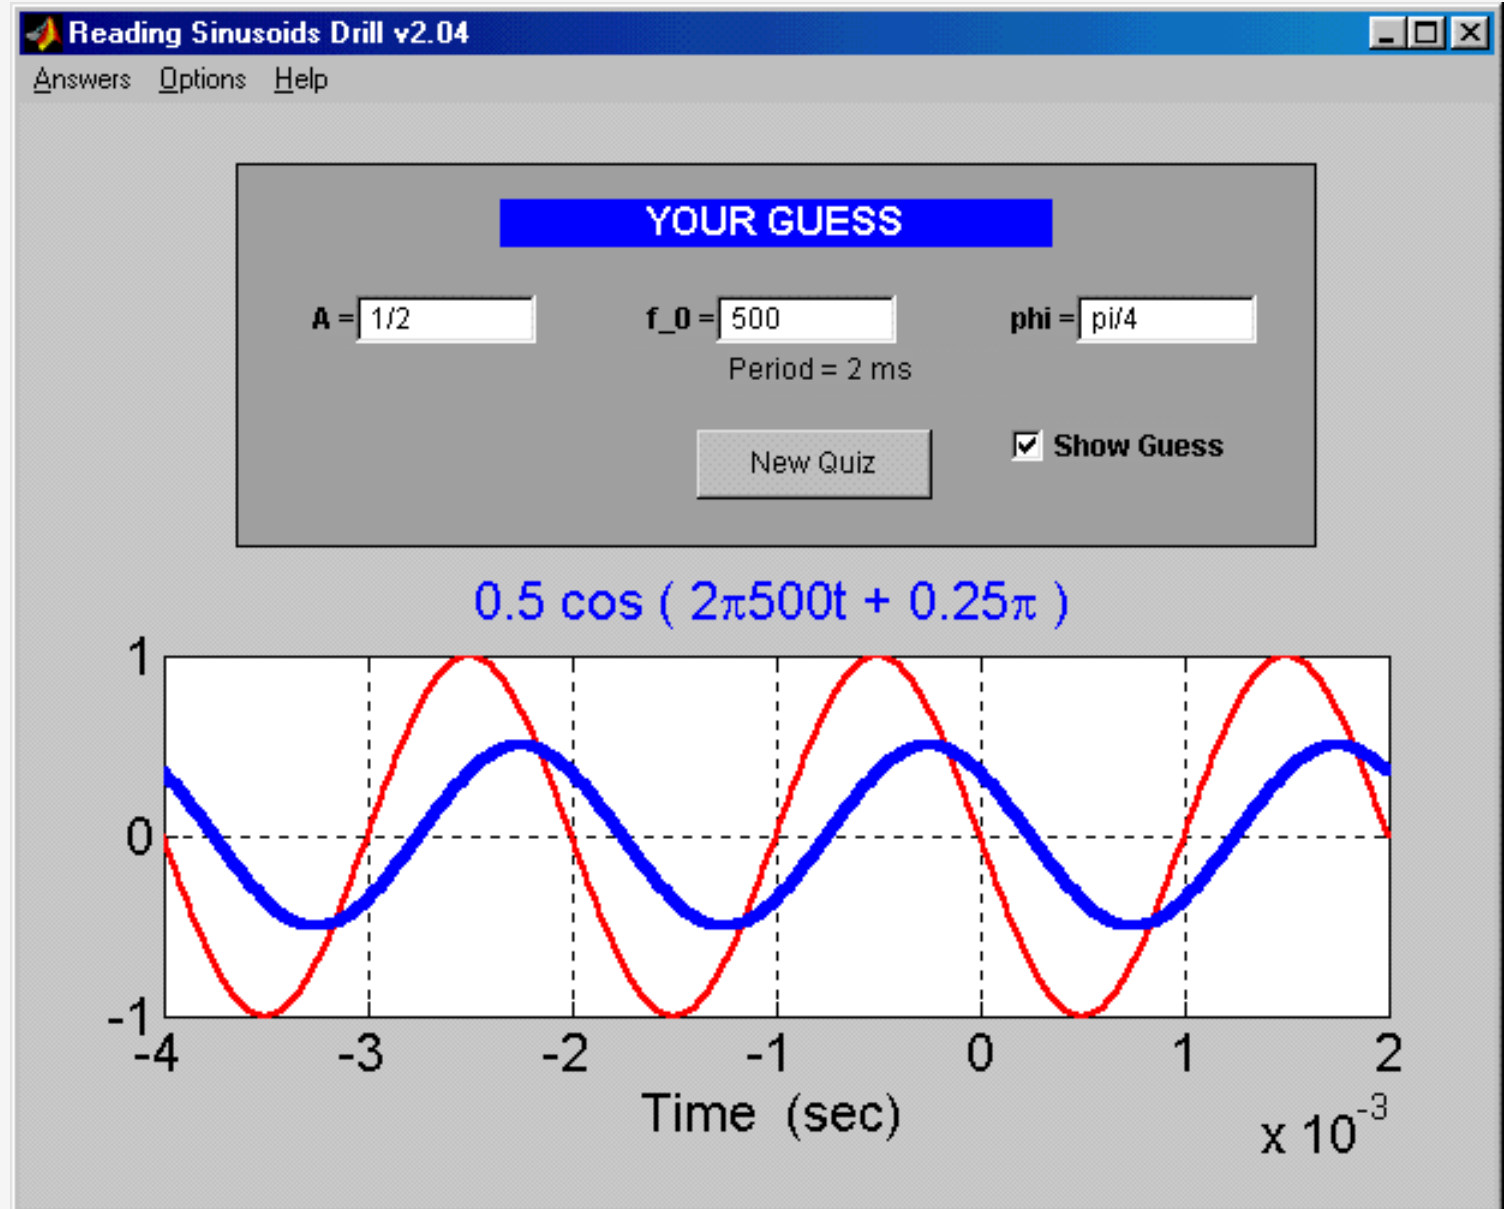 Reading Sinusoids Drill v2.04
Answers Options Help
YOUR GUESS
A = 1/2 f_0 = 500 phi = pi/4
Period = 2 ms
New Quiz Show Guess
0.5 cos ( 2π500t + 0.25π )
1
0
-1
-4 -3 -2 -1 0 1 2
Time (sec)
x 10^-3